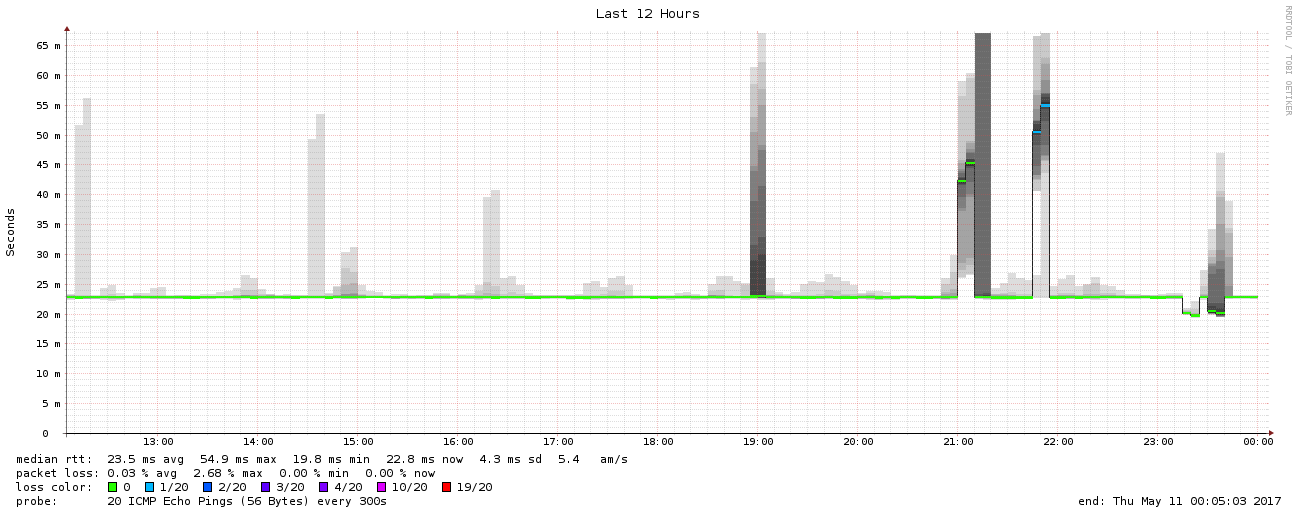 Last 12 Hours
RRDTOOL / TOBI OETIKER
Seconds
65 m
60 m
55 m
50 m
45 m
40 m
35 m
30 m
25 m
20 m
15 m
10 m
5 m
0
13:00 14:00 15:00 16:00 17:00 18:00 19:00 20:00 21:00 22:00 23:00 00:00
median rtt: 23.5 ms avg 54.9 ms max 19.8 ms min 22.8 ms now 4.3 ms sd 5.4 am/s
packet loss: 0.03 % avg 2.68 % max 0.00 % min 0.00 % now
loss color: 0 1/20 2/20 3/20 4/20 10/20 19/20
probe: 20 ICMP Echo Pings (56 Bytes) every 300s
end: Thu May 11 00:05:03 2017